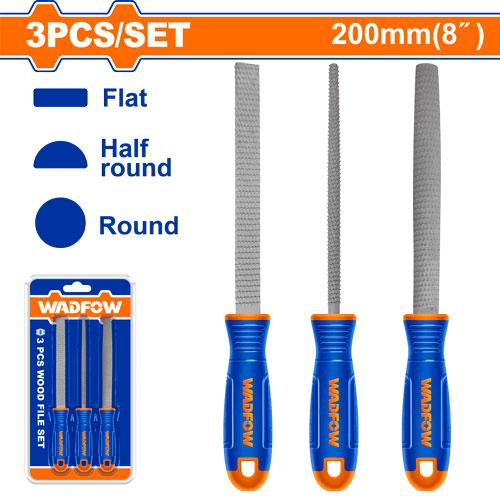 3PCS/SET
200mm(8″)
Flat
Half
round
Round
WADFOW
3 PCS WOOD FILE SET
WADFOW
WADFOW
WADFOW